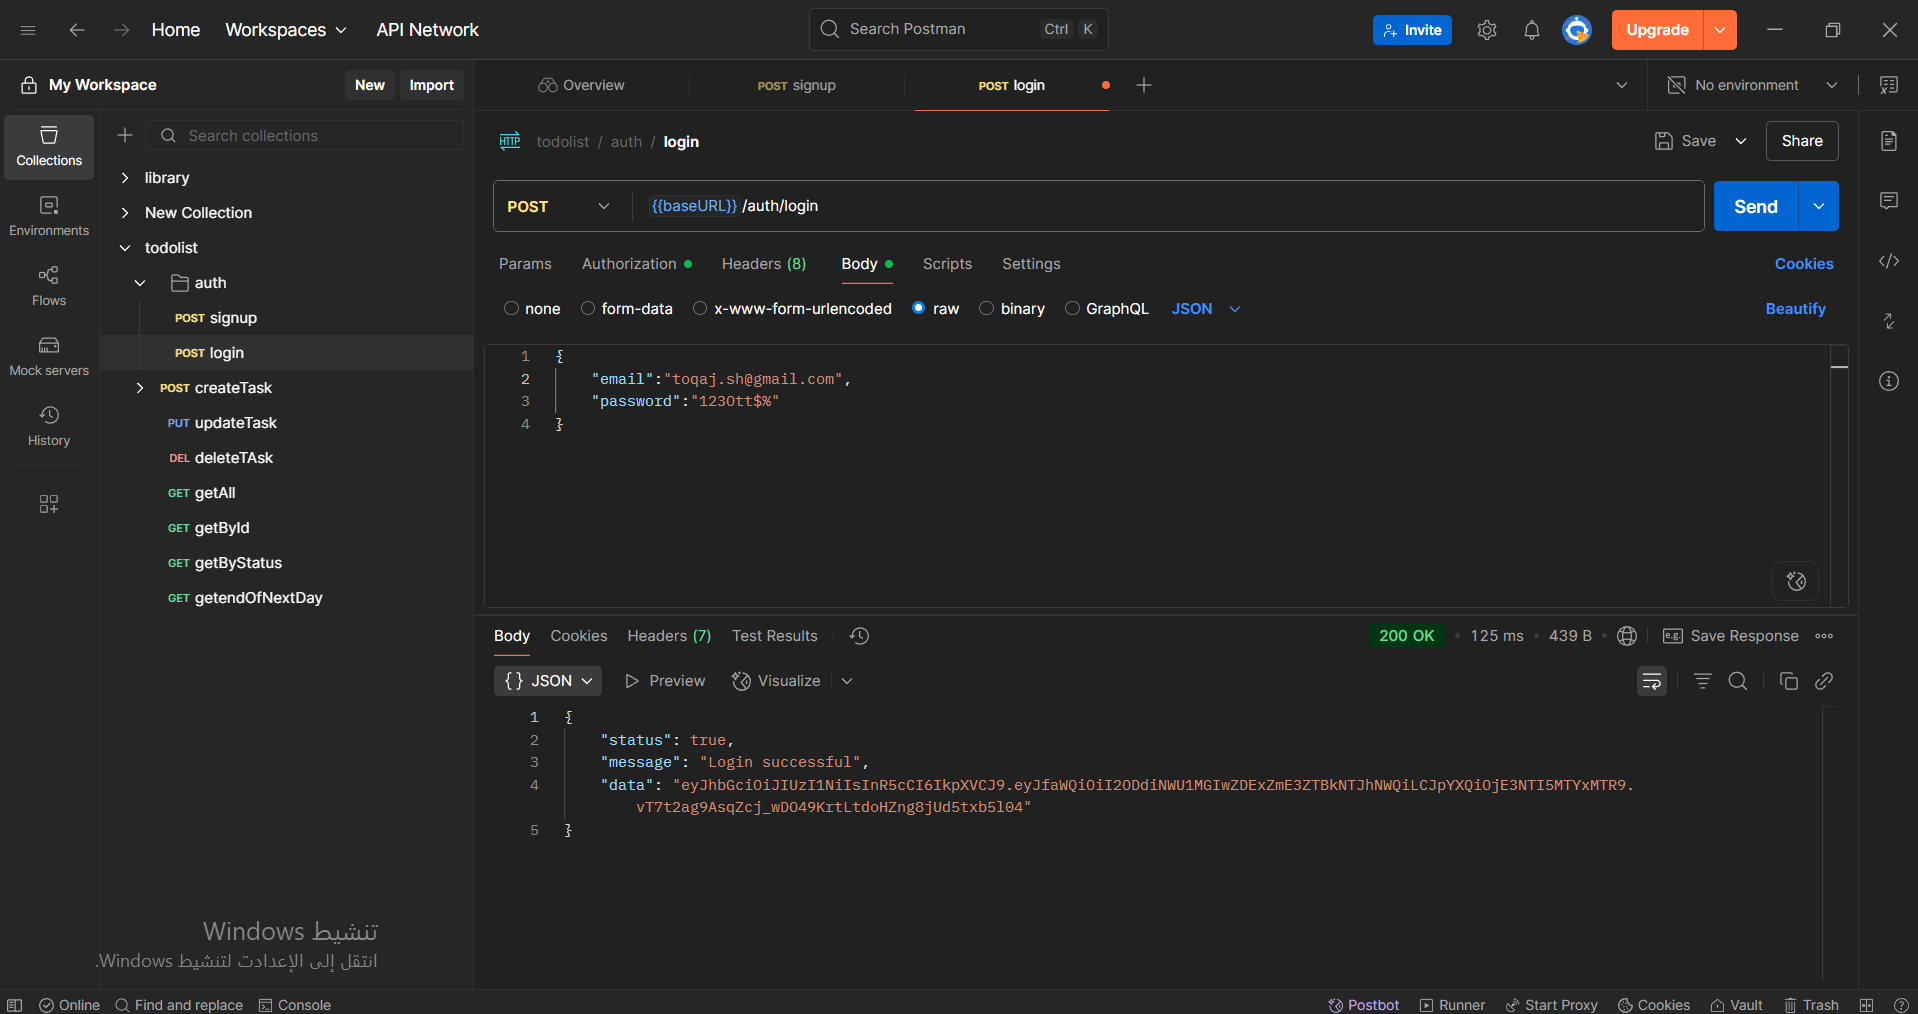 Home
Workspaces
API Network
Search Postman
Ctrl K
Invite
Upgrade
My Workspace
New
Import
Overview
POST signup
POST login
No environment
Collections
Environments
Flows
Mock servers
History
Search collections
library
New Collection
todolist
auth
POST signup
POST login
POST createTask
PUT updateTask
DEL deleteTAsk
GET getAll
GET getById
GET getByStatus
GET getendOfNextDay
HTTP todolist / auth / login
Save
Share
POST
{{baseURL}} /auth/login
Send
Params
Authorization
Headers (8)
Body
Scripts
Settings
Cookies
none
form-data
x-www-form-urlencoded
raw
binary
GraphQL
JSON
Beautify
1 {
2 "email":"toqaj.sh@gmail.com",
3 "password":"1230tt$%"
4 }
Body
Cookies
Headers (7)
Test Results
200 OK • 125 ms • 439 B
e.g. Save Response
{} JSON
Preview
Visualize
1 {
2 "status": true,
3 "message": "Login successful",
4 "data": "eyJhbGciOiJIUzI1NiIsInR5cCI6IkpXVCJ9.eyJfaWQiOiI2ODdiNWU1MGIwZDExZmE3ZTBkNTJhNWQiLCJpYXQiOjE3NTI5MTYxMTR9.
vT7t2ag9AsqZcj_wDO49KrtLtdoHZng8jUd5txb5l04"
5 }
تنشيط Windows
انتقل إلى الإعدادت لتنشيط Windows.
Online
Find and replace
Console
Postbot
Runner
Start Proxy
Cookies
Vault
Trash